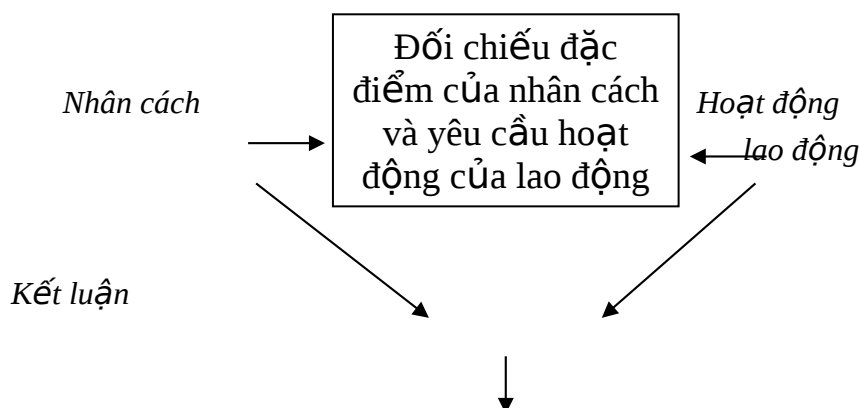 Đối chiếu đặc
điểm của nhân cách
và yêu cầu hoạt
động của lao động
Nhân cách
Hoạt động
lao động
Kết luận